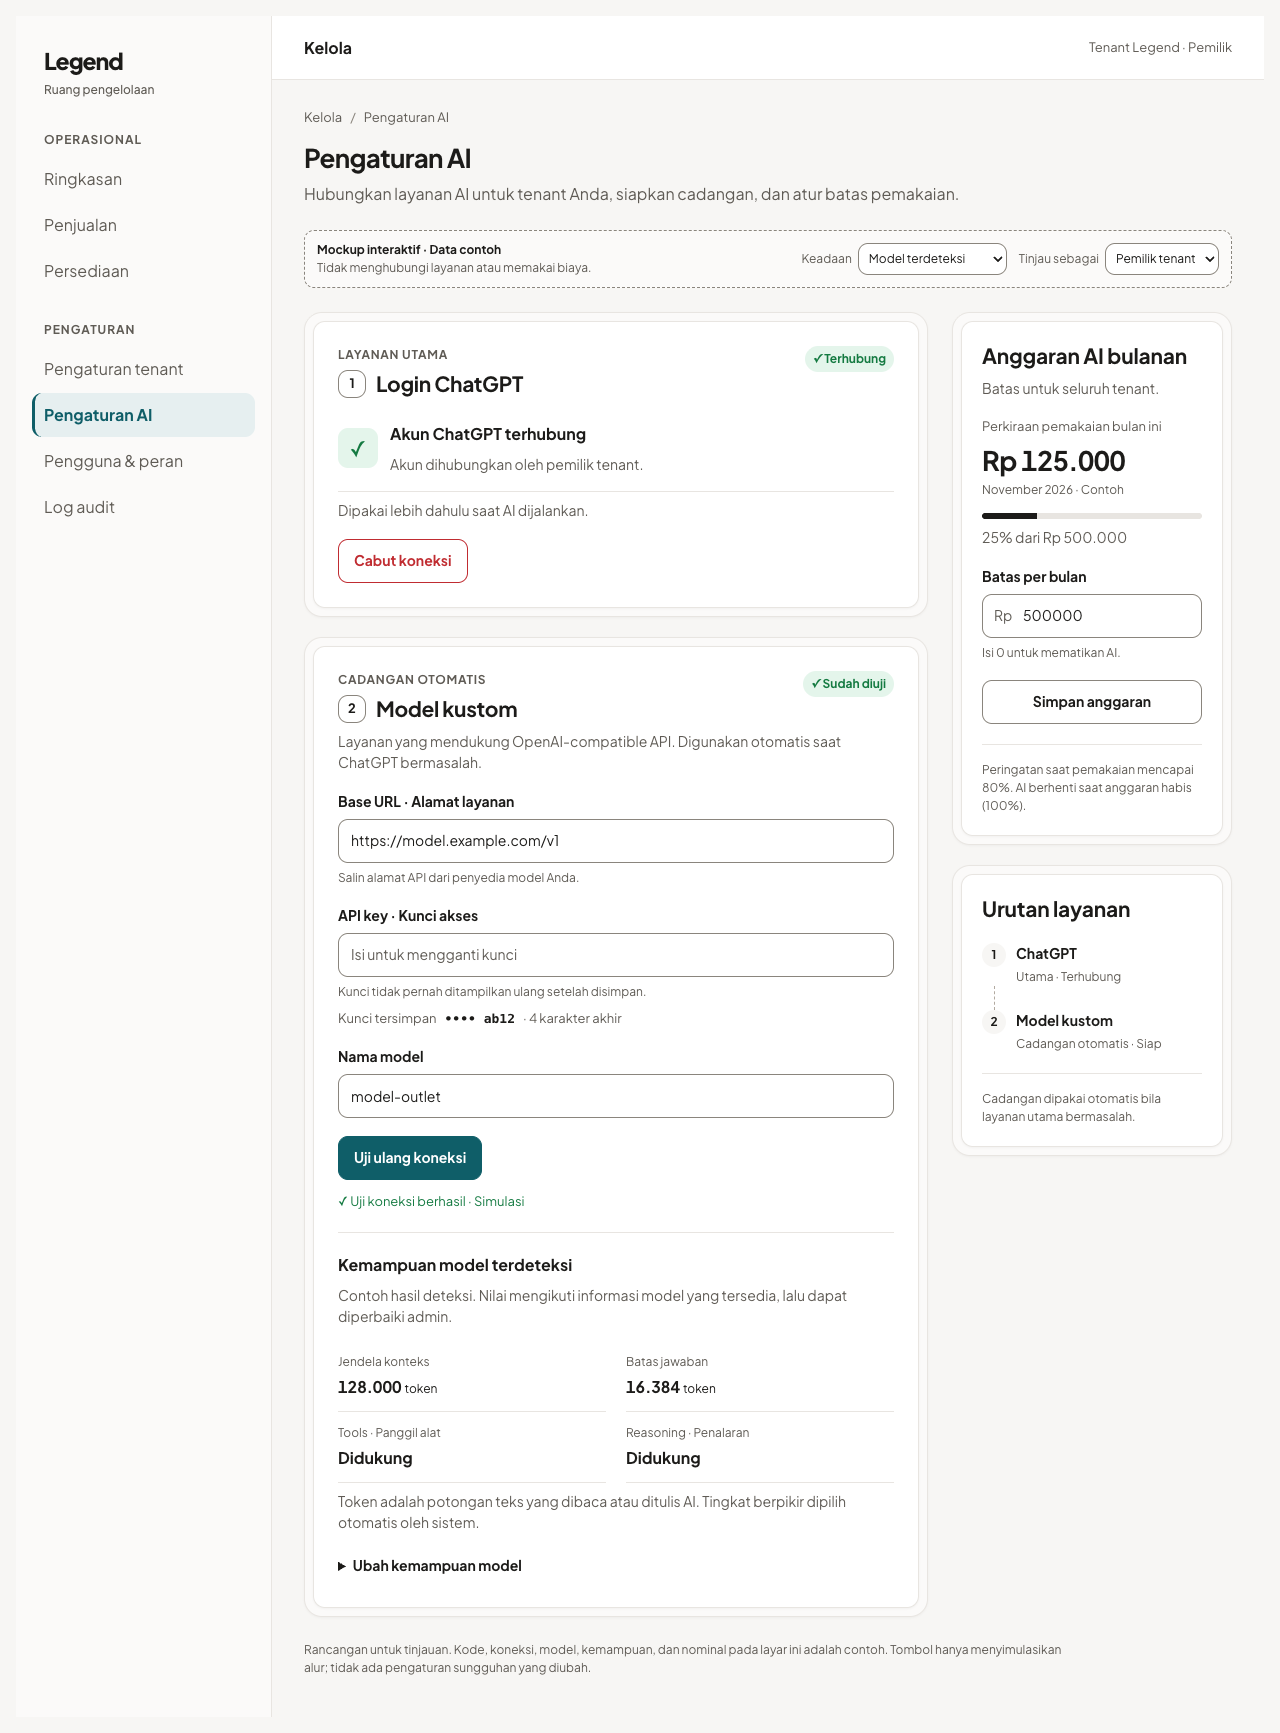 Legend
Ruang pengelolaan
OPERASIONAL
Ringkasan
Penjualan
Persediaan
PENGATURAN
Pengaturan tenant
Pengaturan AI
Pengguna & peran
Log audit
Kelola
Tenant Legend · Pemilik
Kelola / Pengaturan AI
Pengaturan AI
Hubungkan layanan AI untuk tenant Anda, siapkan cadangan, dan atur batas pemakaian.
Mockup interaktif · Data contoh
Tidak menghubungi layanan atau memakai biaya.
Keadaan Model terdeteksi
Tinjau sebagai Pemilik tenant
LAYANAN UTAMA
✓Terhubung
1 Login ChatGPT
✓
Akun ChatGPT terhubung
Akun dihubungkan oleh pemilik tenant.
Dipakai lebih dahulu saat AI dijalankan.
Cabut koneksi
CADANGAN OTOMATIS
✓Sudah diuji
2 Model kustom
Layanan yang mendukung OpenAI-compatible API. Digunakan otomatis saat
ChatGPT bermasalah.
Base URL · Alamat layanan
https://model.example.com/v1
Salin alamat API dari penyedia model Anda.
API key · Kunci akses
Isi untuk mengganti kunci
Kunci tidak pernah ditampilkan ulang setelah disimpan.
Kunci tersimpan •••• ab12 · 4 karakter akhir
Nama model
model-outlet
Uji ulang koneksi
✓ Uji koneksi berhasil · Simulasi
Kemampuan model terdeteksi
Contoh hasil deteksi. Nilai mengikuti informasi model yang tersedia, lalu dapat
diperbaiki admin.
Jendela konteks
128.000 token
Batas jawaban
16.384 token
Tools · Panggil alat
Didukung
Reasoning · Penalaran
Didukung
Token adalah potongan teks yang dibaca atau ditulis AI. Tingkat berpikir dipilih
otomatis oleh sistem.
▶ Ubah kemampuan model
Anggaran AI bulanan
Batas untuk seluruh tenant.
Perkiraan pemakaian bulan ini
Rp 125.000
November 2026 · Contoh
25% dari Rp 500.000
Batas per bulan
Rp 500000
Isi 0 untuk mematikan AI.
Simpan anggaran
Peringatan saat pemakaian mencapai
80%. AI berhenti saat anggaran habis
(100%).
Urutan layanan
1 ChatGPT
Utama · Terhubung
2 Model kustom
Cadangan otomatis · Siap
Cadangan dipakai otomatis bila
layanan utama bermasalah.
Rancangan untuk tinjauan. Kode, koneksi, model, kemampuan, dan nominal pada layar ini adalah contoh. Tombol hanya menyimulasikan
alur; tidak ada pengaturan sungguhan yang diubah.